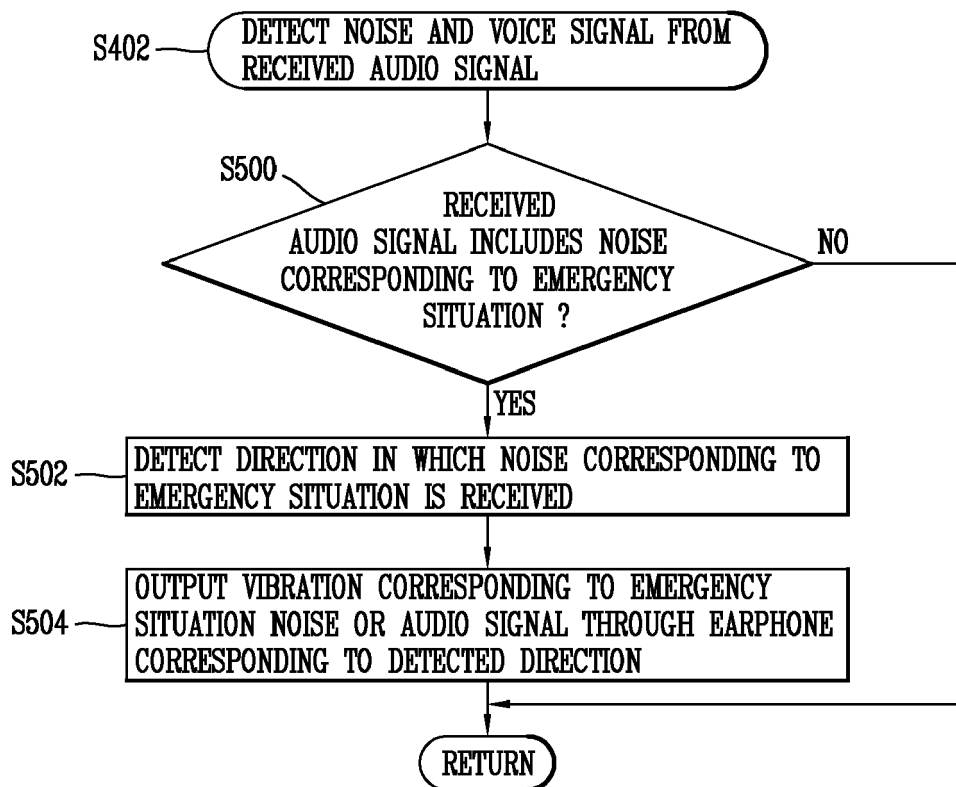 S402
DETECT NOISE AND VOICE SIGNAL FROM
RECEIVED AUDIO SIGNAL
S500
RECEIVED
AUDIO SIGNAL INCLUDES NOISE
CORRESPONDING TO EMERGENCY
SITUATION ?
NO
YES
S502
DETECT DIRECTION IN WHICH NOISE CORRESPONDING TO
EMERGENCY SITUATION IS RECEIVED
S504
OUTPUT VIBRATION CORRESPONDING TO EMERGENCY
SITUATION NOISE OR AUDIO SIGNAL THROUGH EARPHONE
CORRESPONDING TO DETECTED DIRECTION
RETURN